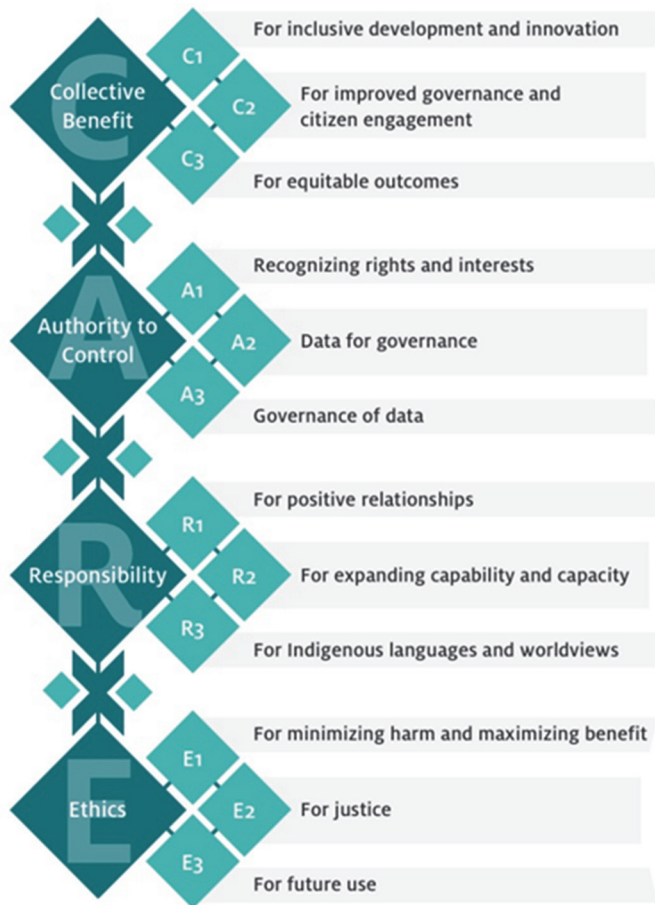 C
Collective
Benefit
C1
For inclusive development and innovation
C2
For improved governance and
citizen engagement
C3
For equitable outcomes
A
Authority to
Control
A1
Recognizing rights and interests
A2
Data for governance
A3
Governance of data
R
Responsibility
R1
For positive relationships
R2
For expanding capability and capacity
R3
For Indigenous languages and worldviews
E
Ethics
E1
For minimizing harm and maximizing benefit
E2
For justice
E3
For future use